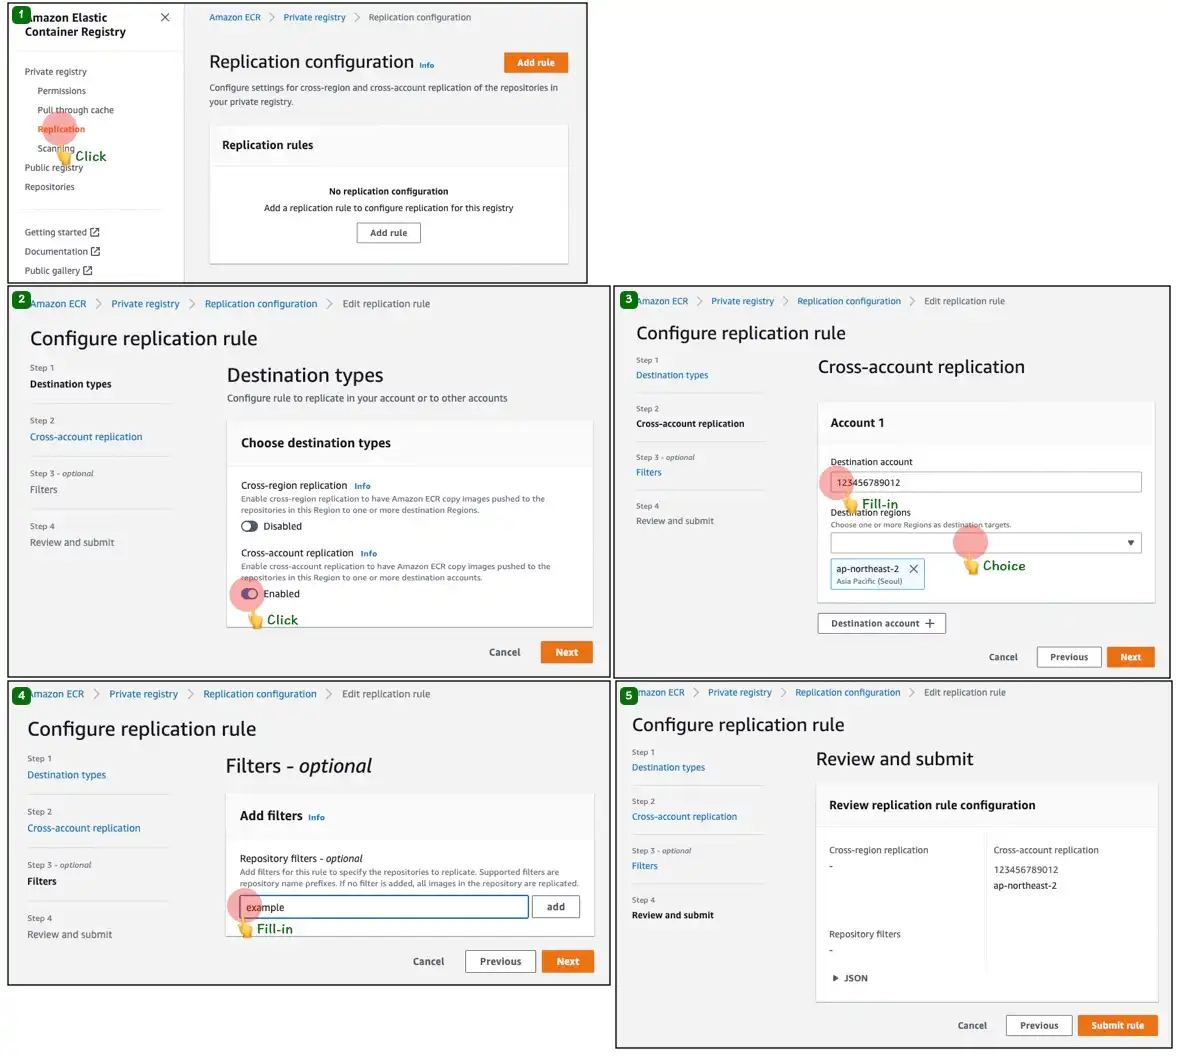 1
Amazon Elastic
Container Registry
Private registry
Permissions
Pull through cache
Replication
Scanning
Click
Public registry
Repositories
Getting started
Documentation
Public gallery
Amazon ECR > Private registry > Replication configuration
Replication configuration Info
Add rule
Configure settings for cross-region and cross-account replication of the repositories in
your private registry.
Replication rules
No replication configuration
Add a replication rule to configure replication for this registry
Add rule
2
Amazon ECR > Private registry > Replication configuration > Edit replication rule
Configure replication rule
Step 1
Destination types
Step 2
Cross-account replication
Step 3 - optional
Filters
Step 4
Review and submit
Destination types
Configure rule to replicate in your account or to other accounts
Choose destination types
Cross-region replication Info
Enable cross-region replication to have Amazon ECR copy images pushed to the
repositories in this Region to one or more destination Regions.
Disabled
Cross-account replication Info
Enable cross-account replication to have Amazon ECR copy images pushed to the
repositories in this Region to one or more destination accounts.
Enabled
Click
Cancel
Next
3
Amazon ECR > Private registry > Replication configuration > Edit replication rule
Configure replication rule
Step 1
Destination types
Step 2
Cross-account replication
Step 3 - optional
Filters
Step 4
Review and submit
Cross-account replication
Account 1
Destination account
123456789012
Fill-in
Destination regions
Choose one or more Regions as destination targets.
Choice
ap-northeast-2
Asia Pacific (Seoul)
Destination account +
Cancel
Previous
Next
4
Amazon ECR > Private registry > Replication configuration > Edit replication rule
Configure replication rule
Step 1
Destination types
Step 2
Cross-account replication
Step 3 - optional
Filters
Step 4
Review and submit
Filters - optional
Add filters Info
Repository filters - optional
Add filters for this rule to specify the repositories to replicate. Supported filters are
repository name prefixes. If no filter is added, all images in the repository are replicated.
example
add
Fill-in
Cancel
Previous
Next
5
Amazon ECR > Private registry > Replication configuration > Edit replication rule
Configure replication rule
Step 1
Destination types
Step 2
Cross-account replication
Step 3 - optional
Filters
Step 4
Review and submit
Review and submit
Review replication rule configuration
Cross-region replication
-
Cross-account replication
123456789012
ap-northeast-2
Repository filters
-
JSON
Cancel
Previous
Submit rule